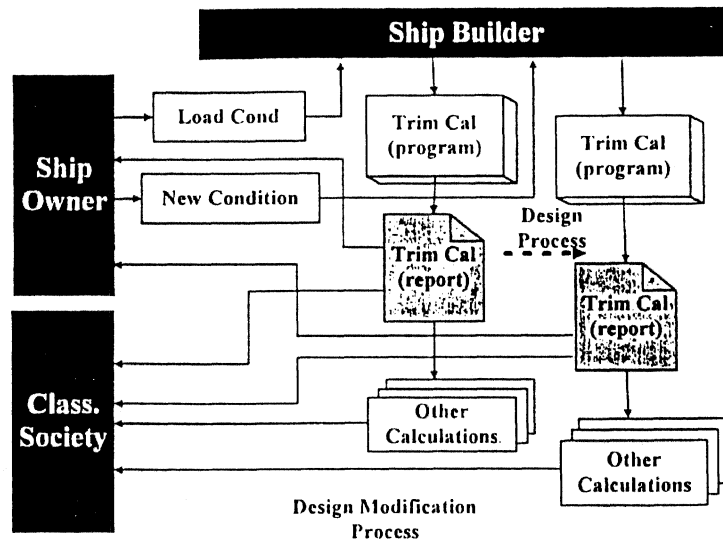 Ship Builder
Load Cond
Trim Cal
(program)
Trim Cal
(program)
Ship
Owner
New Condition
Design
Process
Trim Cal
(report)
Trim Cal
(report)
Class.
Society
Other
Calculations.
Other
Calculations
Design Modification
Process